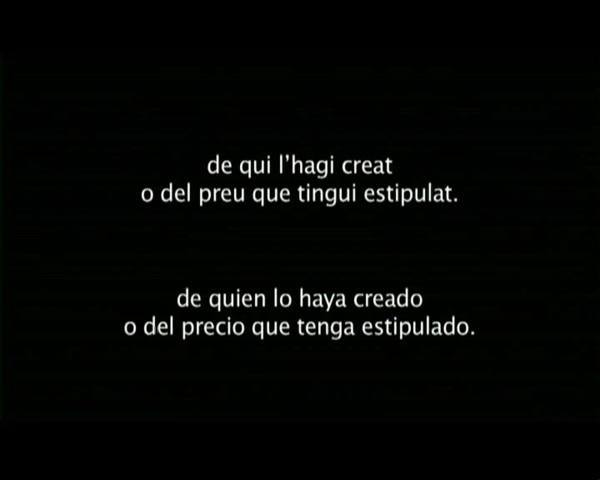 de qui l'hagi creat
o del preu que tingui estipulat.
de quien lo haya creado
o del precio que tenga estipulado.